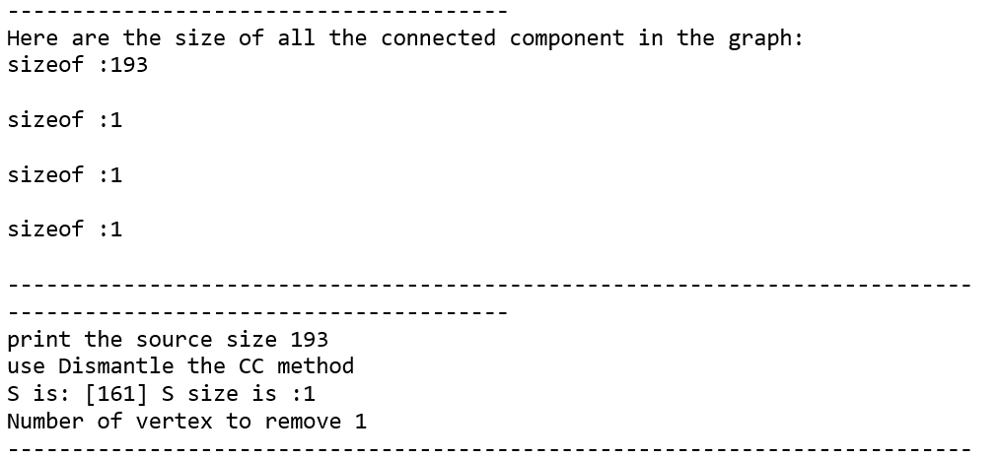 ---------------------------------------
Here are the size of all the connected component in the graph:
sizeof :193
sizeof :1
sizeof :1
sizeof :1
---------------------------------------------------------------------------
---------------------------------------
print the source size 193
use Dismantle the CC method
S is: [161] S size is :1
Number of vertex to remove 1
---------------------------------------------------------------------------